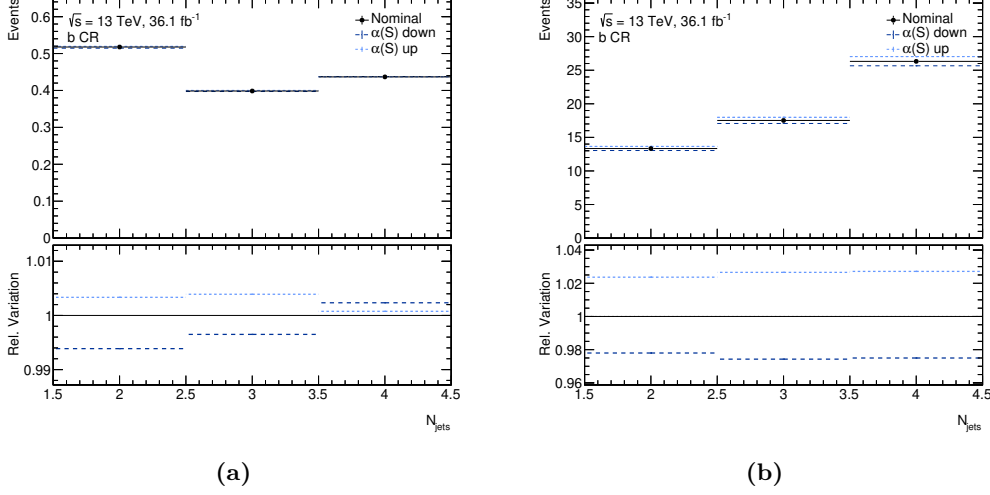 Events
0.6
0.5
0.4
0.3
0.2
0.1
0
√s = 13 TeV, 36.1 fb-1
b CR
Nominal
α(S) down
α(S) up
Rel. Variation
1.01
1
0.99
1.5 2 2.5 3 3.5 4 4.5
Njets
(a)
Events
35
30
25
20
15
10
5
0
√s = 13 TeV, 36.1 fb-1
b CR
Nominal
α(S) down
α(S) up
Rel. Variation
1.04
1.02
1
0.98
0.96
1.5 2 2.5 3 3.5 4 4.5
Njets
(b)